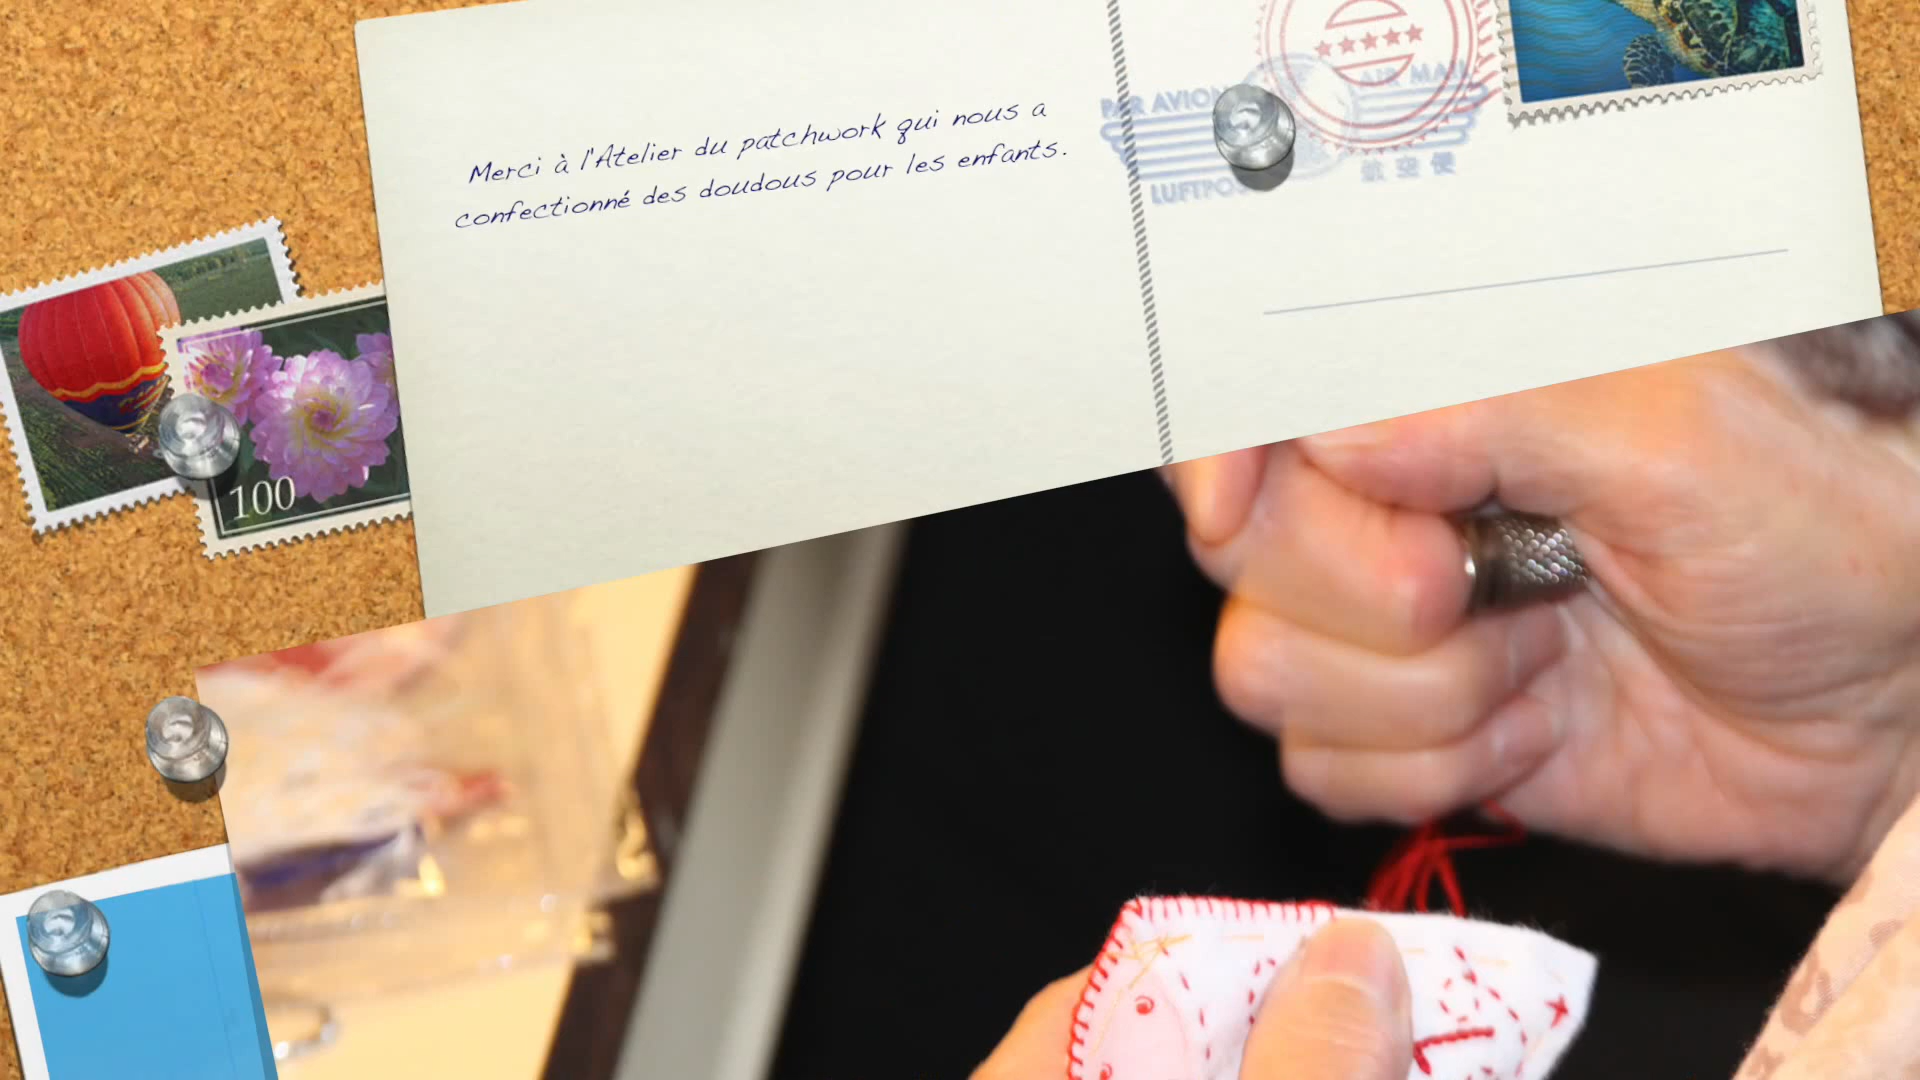 Merci à l'Atelier du patchwork qui nous a
confectionné des doudous pour les enfants.
PAR AVION
AIR MAIL
LUFTPO
航空便
100